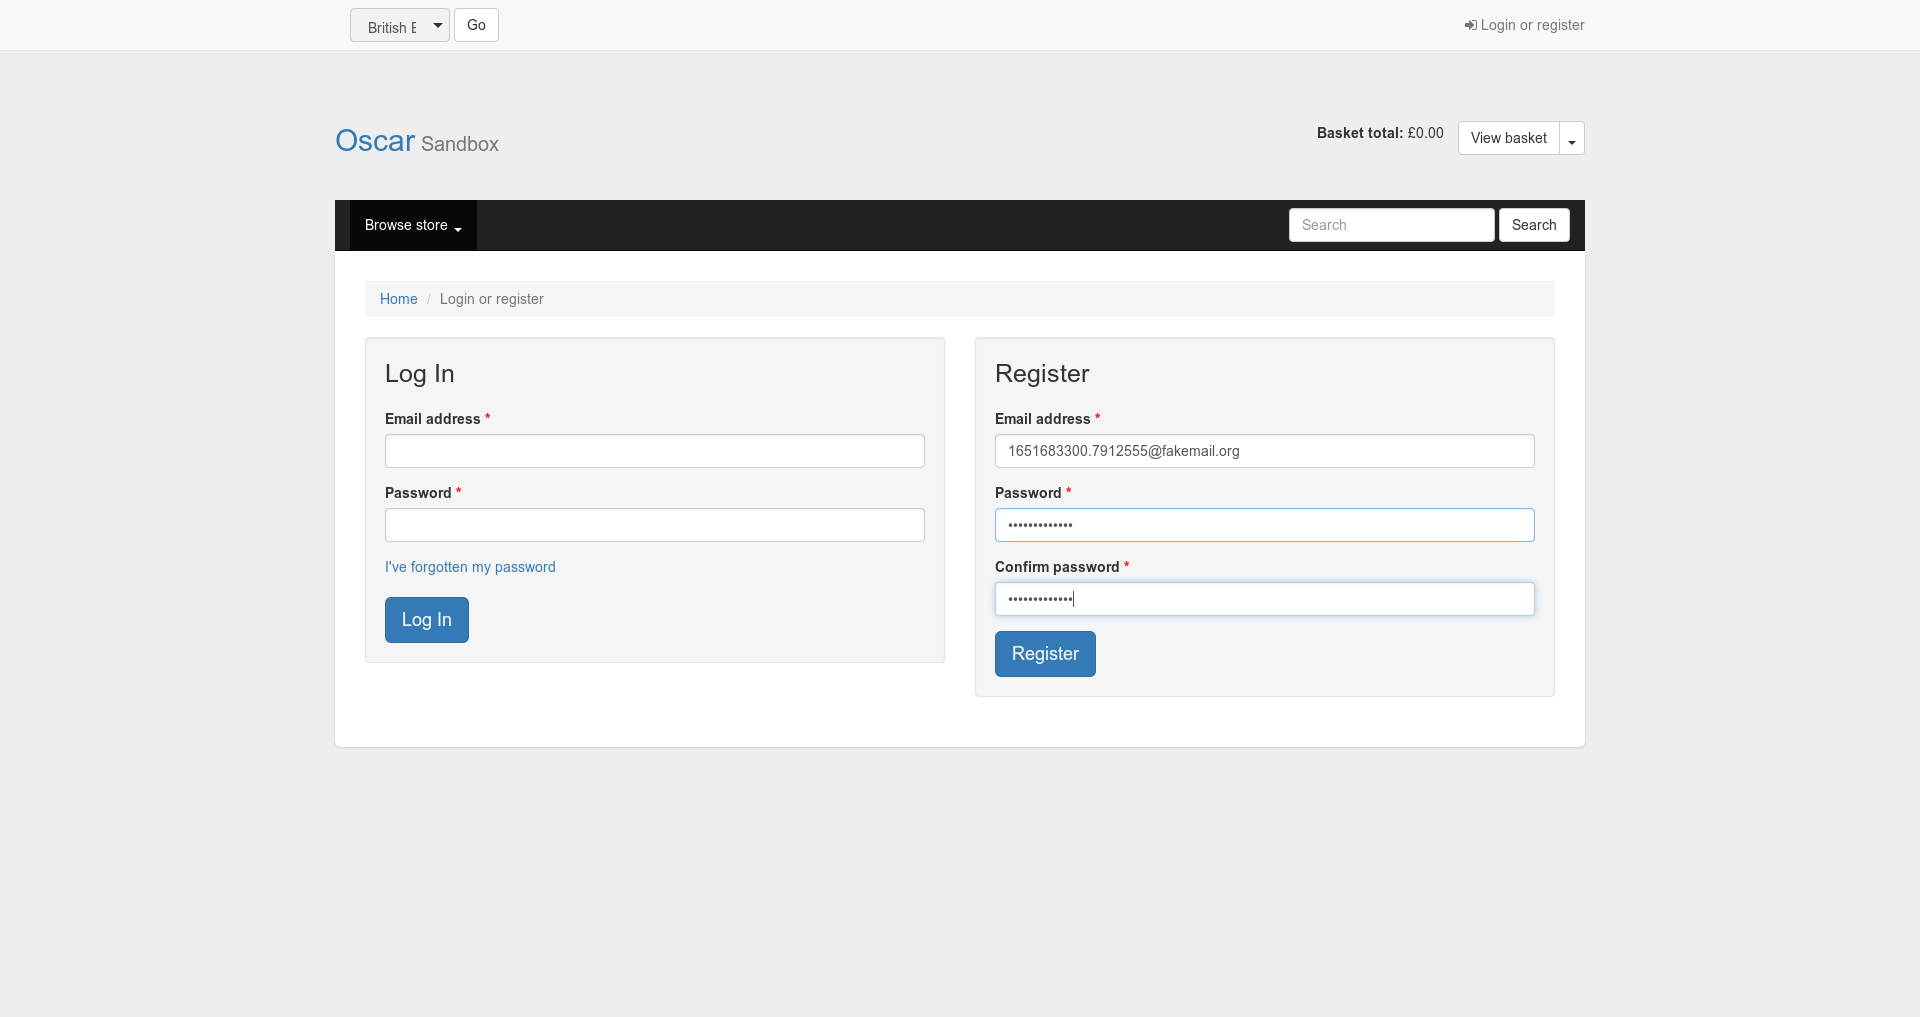 British E
Go
Login or register
Oscar Sandbox
Basket total: £0.00
View basket
Browse store
Search
Search
Home / Login or register
Log In
Email address *
Password *
I've forgotten my password
Log In
Register
Email address *
1651683300.7912555@fakemail.org
Password *
•••••••••••••
Confirm password *
•••••••••••••
Register